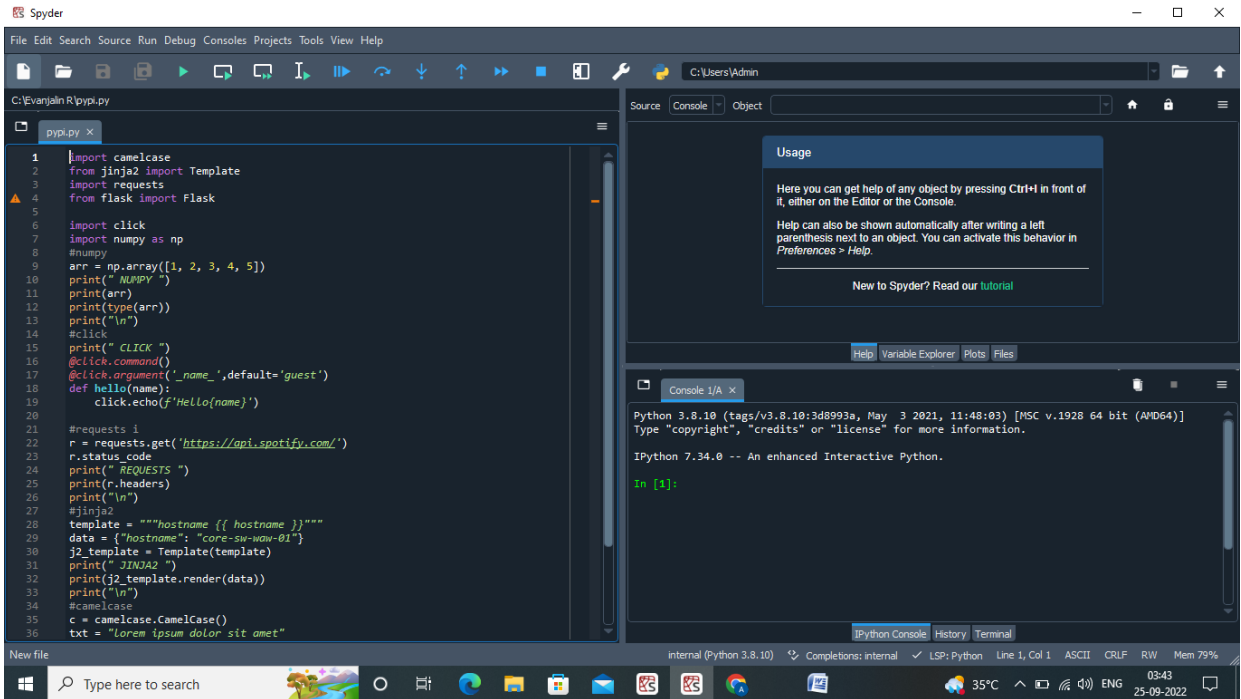 Spyder
File Edit Search Source Run Debug Consoles Projects Tools View Help
C:\Users\Admin
C:\Evanjalin R\pypi.py
pypi.py
1 import camelcase
2 from jinja2 import Template
3 import requests
4 from flask import Flask
5
6 import click
7 import numpy as np
8 #numpy
9 arr = np.array([1, 2, 3, 4, 5])
10 print(" NUMPY ")
11 print(arr)
12 print(type(arr))
13 print("\n")
14 #click
15 print(" CLICK ")
16 @click.command()
17 @click.argument('_name_',default='guest')
18 def hello(name):
19 click.echo(f'Hello{name}')
20
21 #requests i
22 r = requests.get('https://api.spotify.com/')
23 r.status_code
24 print(" REQUESTS ")
25 print(r.headers)
26 print("\n")
27 #jinja2
28 template = """hostname {{ hostname }}"""
29 data = {"hostname": "core-sw-waw-01"}
30 j2_template = Template(template)
31 print(" JINJA2 ")
32 print(j2_template.render(data))
33 print("\n")
34 #camelcase
35 c = camelcase.CamelCase()
36 txt = "lorem ipsum dolor sit amet"
Source Console Object
Usage
Here you can get help of any object by pressing Ctrl+I in front of
it, either on the Editor or the Console.
Help can also be shown automatically after writing a left
parenthesis next to an object. You can activate this behavior in
Preferences > Help.
New to Spyder? Read our tutorial
Help Variable Explorer Plots Files
Console 1/A
Python 3.8.10 (tags/v3.8.10:3d8993a, May  3 2021, 11:48:03) [MSC v.1928 64 bit (AMD64)]
Type "copyright", "credits" or "license" for more information.
IPython 7.34.0 -- An enhanced Interactive Python.
In [1]:
IPython Console History Terminal
New file
internal (Python 3.8.10) Completions: internal LSP: Python Line 1, Col 1 ASCII CRLF RW Mem 79%
Type here to search
35°C ENG 03:43
25-09-2022